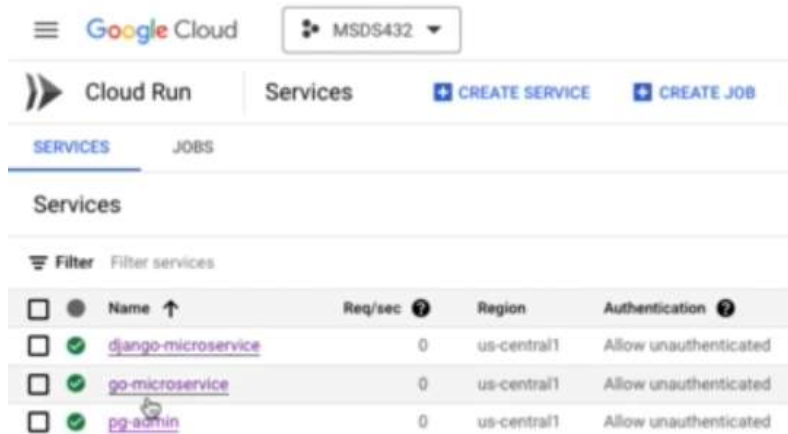 Google Cloud MSDS432
Cloud Run Services CREATE SERVICE CREATE JOB
SERVICES JOBS
Services
Filter Filter services
Name ↑ Req/sec ? Region Authentication ?
django-microservice 0 us-central1 Allow unauthenticated
go-microservice 0 us-central1 Allow unauthenticated
pg-admin 0 us-central1 Allow unauthenticated